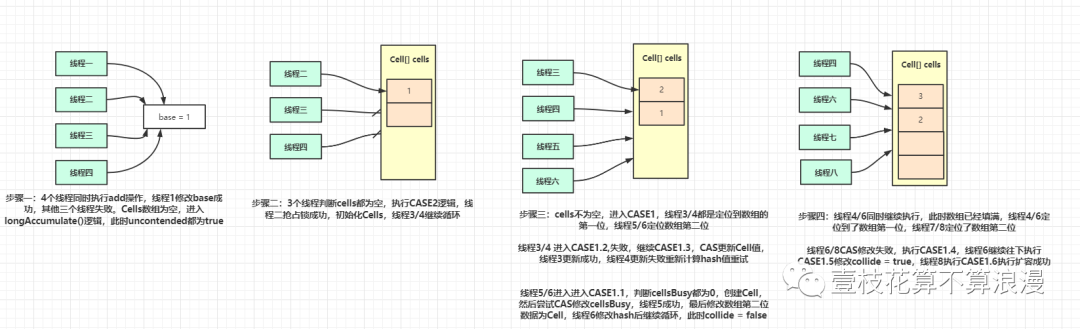 线程一
线程二
线程三
线程四
base = 1
步骤一：4个线程同时执行add操作，线程1修改base成
功，其他三个线程失败。Cells数组为空，进入
longAccumulate()逻辑，此时uncontended都为true
Cell[] cells
线程二
线程三
线程四
1
步骤二：3个线程判断cells都为空，执行CASE2逻辑，线
程二抢占锁成功，初始化Cells，线程3/4继续循环
Cell[] cells
线程三
线程四
线程五
线程六
2
1
步骤三：cells不为空，进入CASE1，线程3/4都是定位到数组的
第一位，线程5/6定位数组第二位
线程3/4 进入CASE1.2,失败，继续CASE1.3，CAS更新Cell值，
线程3更新成功，线程4更新失败重新计算hash值重试
线程5/6进入进入CASE1.1，判断cellsBusy都为0，创建Cell，
然后尝试CAS修改cellsBusy，线程5成功，最后修改数组第二位
数据为Cell，线程6修改hash后继续循环，此时collide = false
Cell[] cells
线程四
线程六
线程七
线程八
3
2
步骤四：线程4/6同时继续执行，此时数组已经填满，线程4/6定
位到了数组第一位，线程7/8定位了数组第二位
线程6/8CAS修改失败，执行CASE1.4，线程6继续往下执行
CASE1.5修改collide = true，线程8执行CASE1.6执行扩容成功
壹枝花算不算浪漫